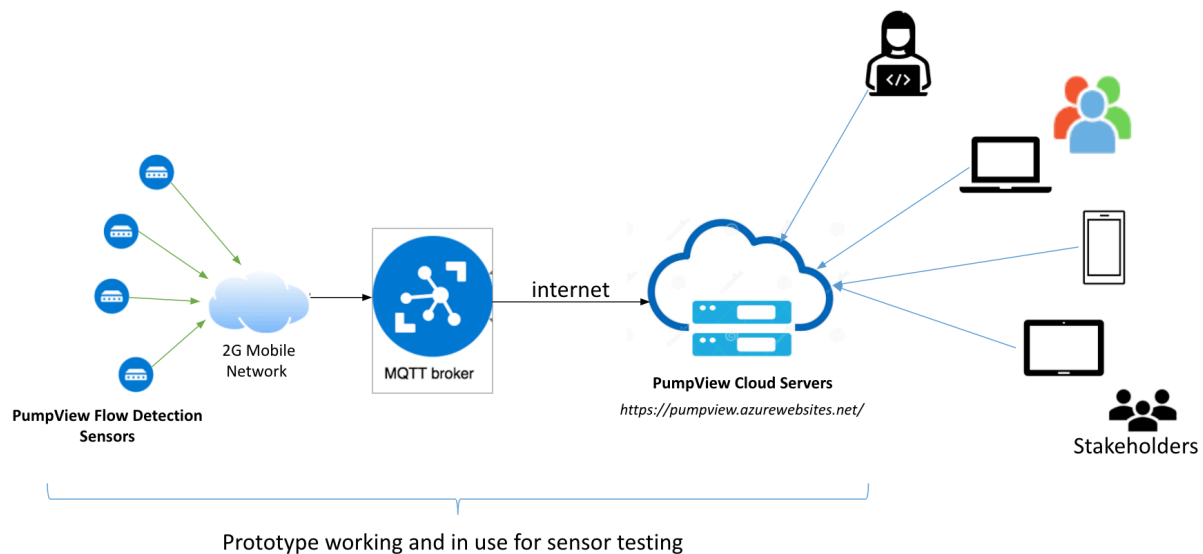 </>
internet
2G Mobile
Network
MQTT broker
PumpView Flow Detection
Sensors
PumpView Cloud Servers
https://pumpview.azurewebsites.net/
Stakeholders
Prototype working and in use for sensor testing